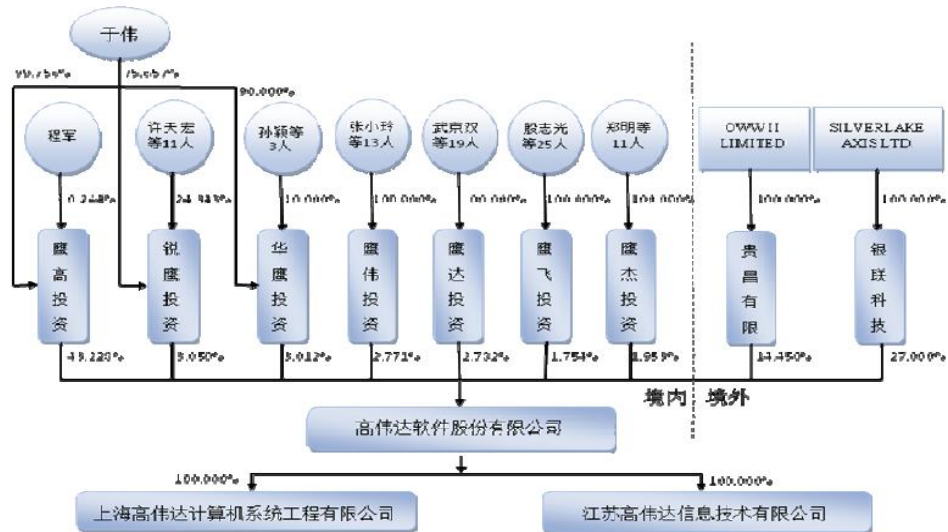 于伟
90.000%
程军
许天宏
等11人
孙颖等
3人
张小玲
等13人
武京汉
等19人
殷志光
等25人
郑明等
11人
OWW II
LIMITED
SILVERLAKE
AXIS LTD.
10.000%
100.000%
100.000%
100.000%
100.000%
鹰高投资
锐鹰投资
华鹰投资
鹰伟投资
鹰达投资
鹰飞投资
鹰杰投资
贵昌有限
银联科技
2.771%
2.732%
1.754%
14.450%
27.000%
境内
境外
高伟达软件股份有限公司
100.000%
100.000%
上海高伟达计算机系统工程有限公司
江苏高伟达信息技术有限公司